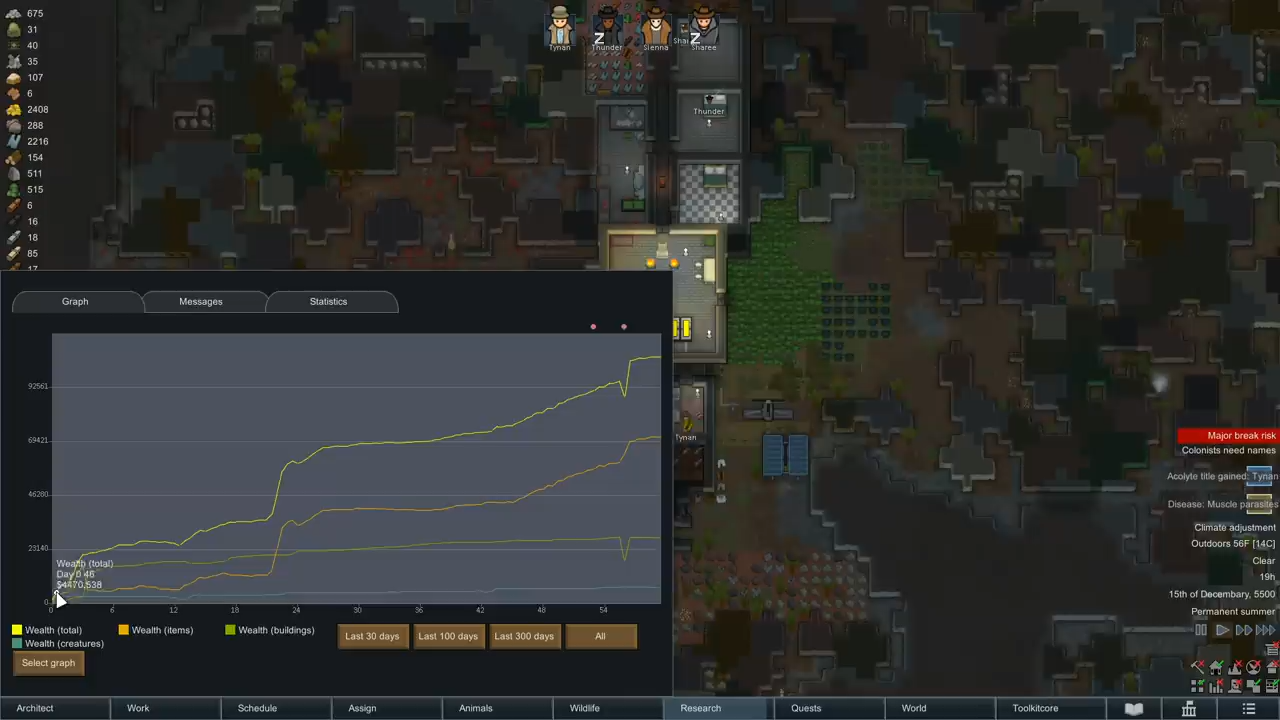 675
31
40
35
107
6
2408
288
2216
154
511
515
6
16
18
85
17
Tynan
Z
Thunder
Sienna
Sha
Z
Sharee
Thunder
Tynan
Graph
Messages
Statistics
92561
69421
46280
23140
0
0
6
12
18
24
30
36
42
48
54
Wealth (total)
Day 0.46
$4470.538
Wealth (total)
Wealth (items)
Wealth (buildings)
Wealth (creatures)
Last 30 days
Last 100 days
Last 300 days
All
Select graph
Major break risk
Colonists need names
Acolyte title gained: Tynan
Disease: Muscle parasites
Climate adjustment
Outdoors 56F [14C]
Clear
19h
15th of Decembary, 5500
Permanent summer
Architect
Work
Schedule
Assign
Animals
Wildlife
Research
Quests
World
Toolkitcore